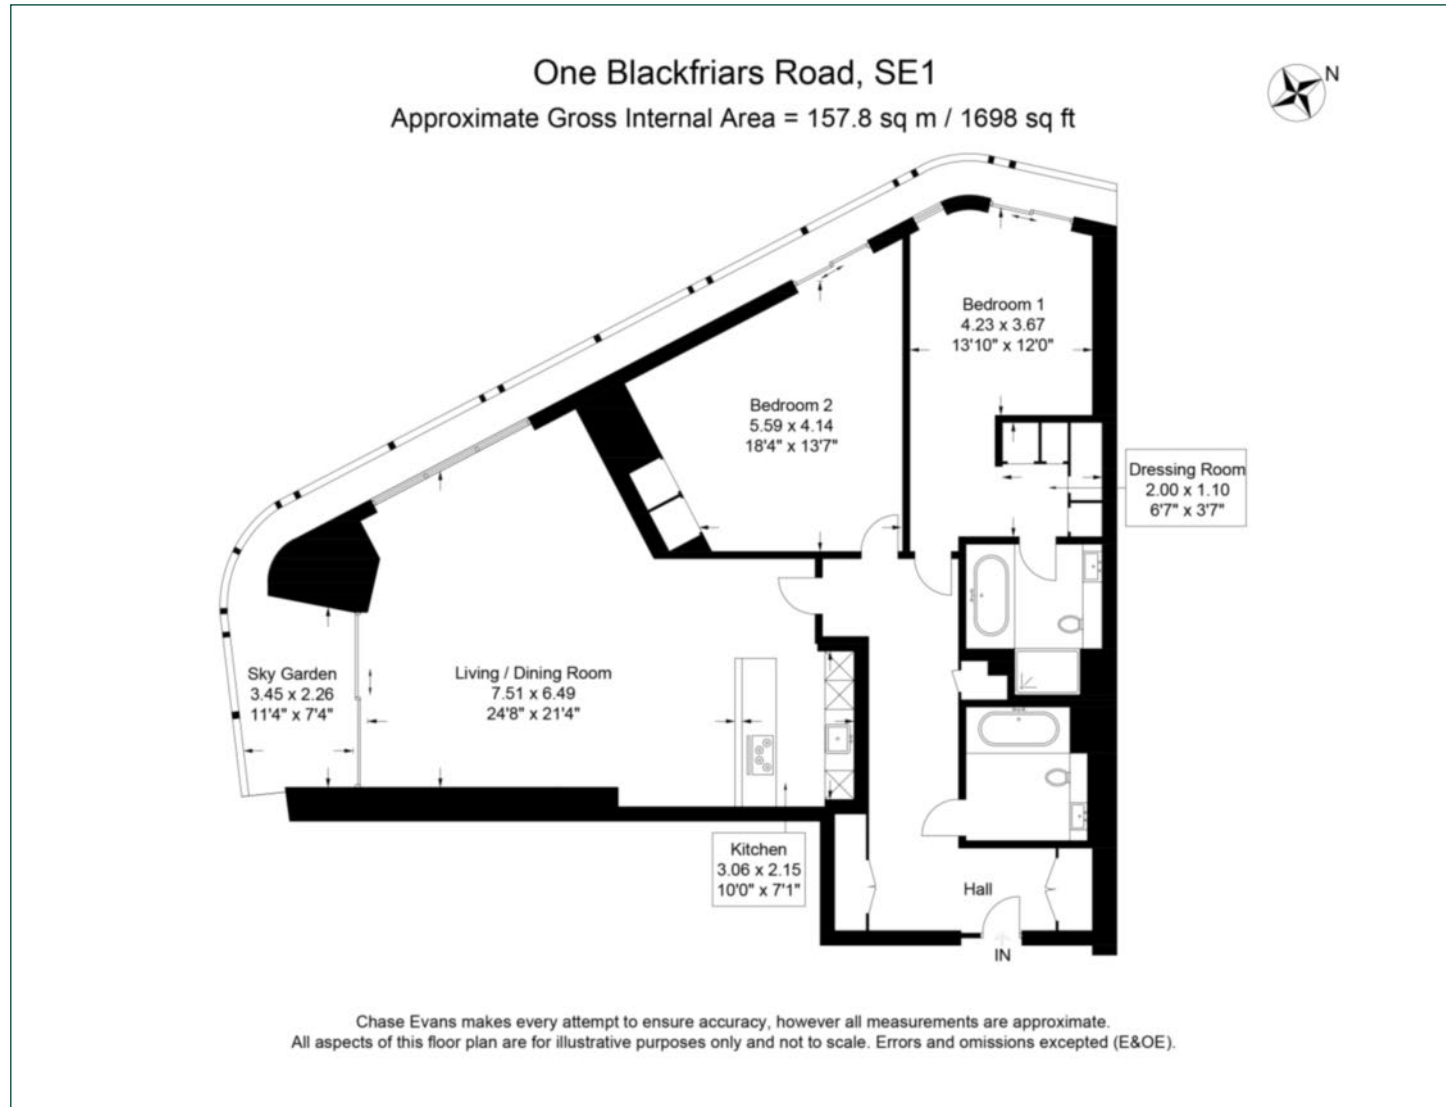 One Blackfriars Road, SE1
Approximate Gross Internal Area = 157.8 sq m / 1698 sq ft
N
Bedroom 1
4.23 x 3.67
13'10" x 12'0"
Bedroom 2
5.59 x 4.14
18'4" x 13'7"
Dressing Room
2.00 x 1.10
6'7" x 3'7"
Sky Garden
3.45 x 2.26
11'4" x 7'4"
Living / Dining Room
7.51 x 6.49
24'8" x 21'4"
Kitchen
3.06 x 2.15
10'0" x 7'1"
Hall
IN
Chase Evans makes every attempt to ensure accuracy, however all measurements are approximate.
All aspects of this floor plan are for illustrative purposes only and not to scale. Errors and omissions excepted (E&OE).